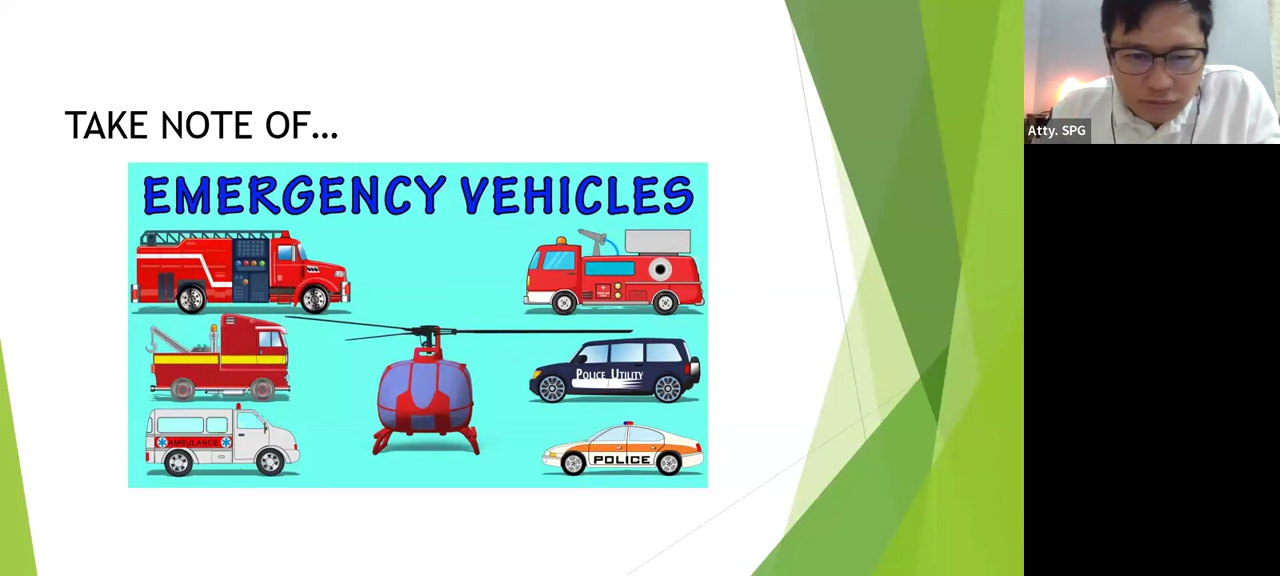 TAKE NOTE OF...
EMERGENCY VEHICLES
POLICE UTILITY
AMBULANCE
POLICE
Atty. SPG